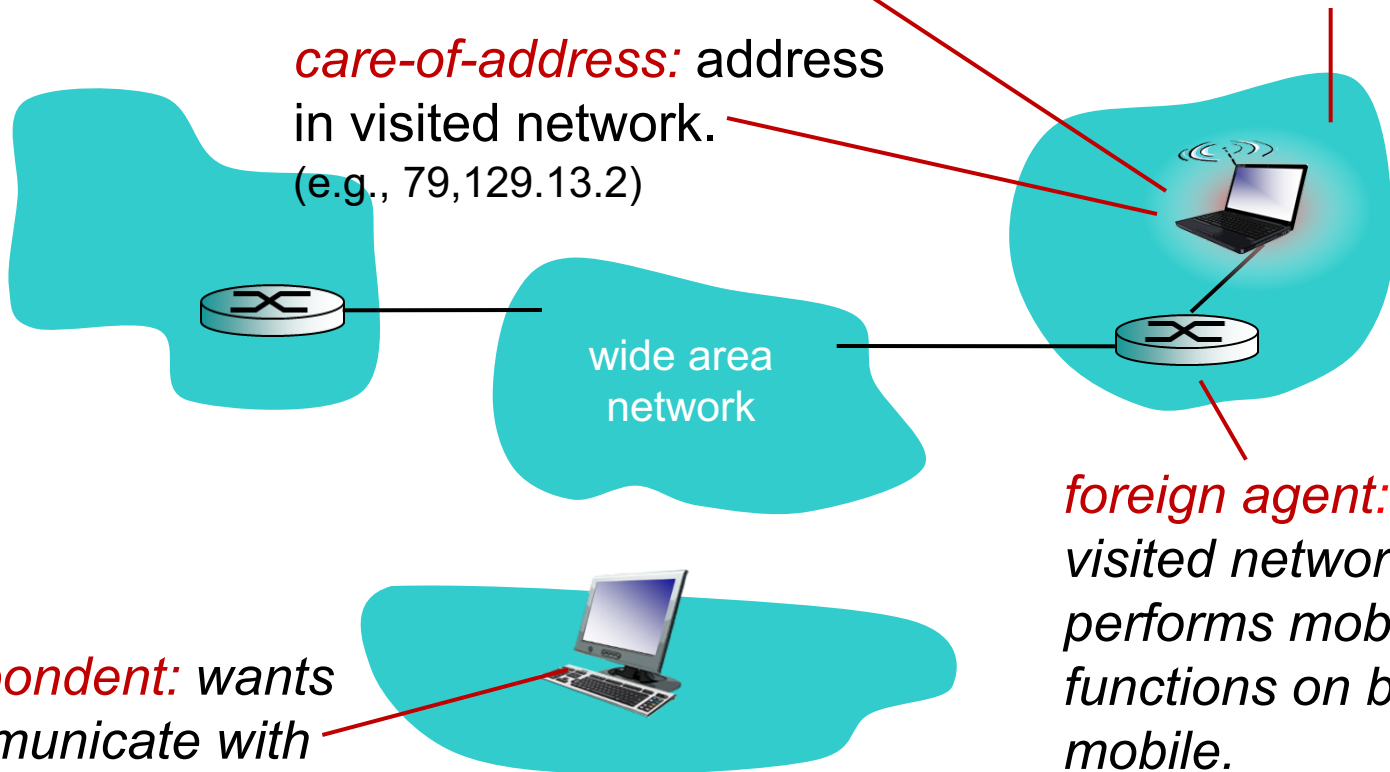 care-of-address: address
in visited network.
(e.g., 79,129.13.2)
wide area
network
foreign agent:
visited networ
performs mob
functions on b
mobile.
ondent: wants
municate with